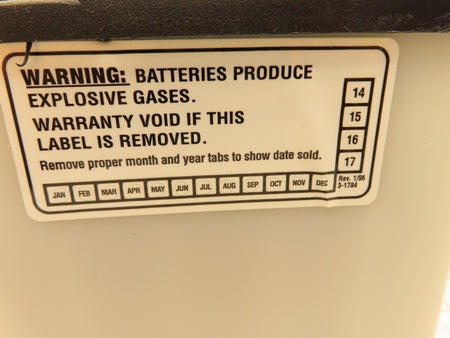 WARNING: BATTERIES PRODUCE
EXPLOSIVE GASES.
WARRANTY VOID IF THIS
LABEL IS REMOVED.
Remove proper month and year tabs to show date sold.
14
15
16
17
JAN FEB MAR APR MAY JUN JUL AUG SEP OCT NOV DEC
Rev. 1/96
3-1784